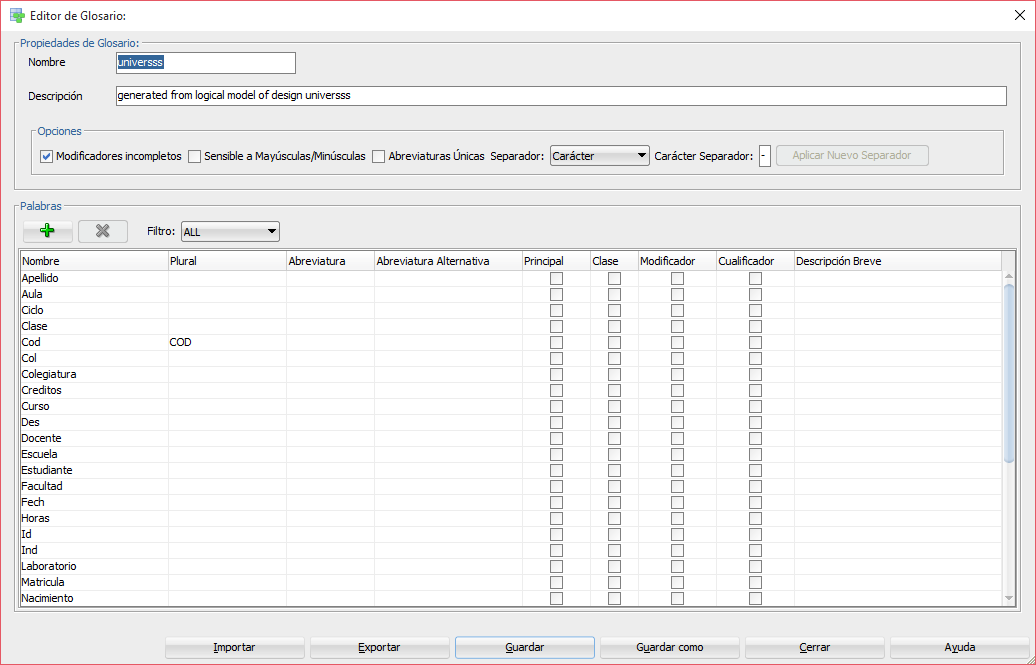 Editor de Glosario:
Propiedades de Glosario:
Nombre universss
Descripción generated from logical model of design universss
Opciones
Modificadores incompletos Sensible a Mayúsculas/Minúsculas Abreviaturas Únicas Separador: Carácter Carácter Separador: - Aplicar Nuevo Separador
Palabras
Filtro: ALL
Nombre Plural Abreviatura Abreviatura Alternativa Principal Clase Modificador Cualificador Descripción Breve
Apellido
Aula
Ciclo
Clase
Cod COD
Col
Colegiatura
Creditos
Curso
Des
Docente
Escuela
Estudiante
Facultad
Fech
Horas
Id
Ind
Laboratorio
Matricula
Nacimiento
Importar Exportar Guardar Guardar como Cerrar Ayuda